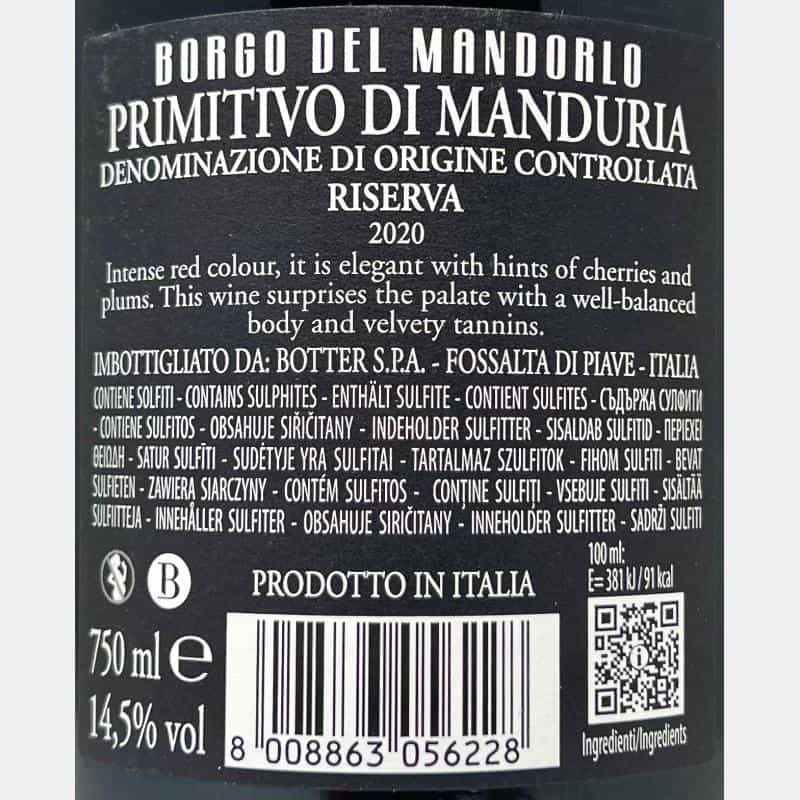 BORGO DEL MANDORLO
PRIMITIVO DI MANDURIA
DENOMINAZIONE DI ORIGINE CONTROLLATA
RISERVA
2020
Intense red colour, it is elegant with hints of cherries and
plums. This wine surprises the palate with a well-balanced
body and velvety tannins.
IMBOTTIGLIATO DA: BOTTER S.P.A. - FOSSALTA DI PIAVE - ITALIA
CONTIENE SOLFITI - CONTAINS SULPHITES - ENTHÄLT SULFITE - CONTIENT SULFITES - СЪДЪРЖА СУЛФИТИ
- CONTIENE SULFITOS - OBSAHUJE SIŘIČITANY - INDEHOLDER SULFITTER - SISALDAB SULFITID - ΠΕΡΙΕΧΕΙ
ΘΕΙΩΔΗ - SATUR SULFĪTI - SUDĖTYJE YRA SULFITAI - TARTALMAZ SZULFITOK - FIHOM SULFITI - BEVAT
SULFIETEN - ZAWIERA SIARCZYNY - CONTÉM SULFITOS - CONȚINE SULFIȚI - VSEBUJE SULFITI - SISÄLTÄÄ
SULFIITTEJA - INNEHÅLLER SULFITER - OBSAHUJE SIRIČITANY - INNEHOLDER SULFITTER - SADRŽI SULFITI
B
PRODOTTO IN ITALIA
100 ml:
E= 381 kJ / 91 kcal
750 ml e
14,5% vol
8 008863 056228
i
Ingredienti/Ingredients